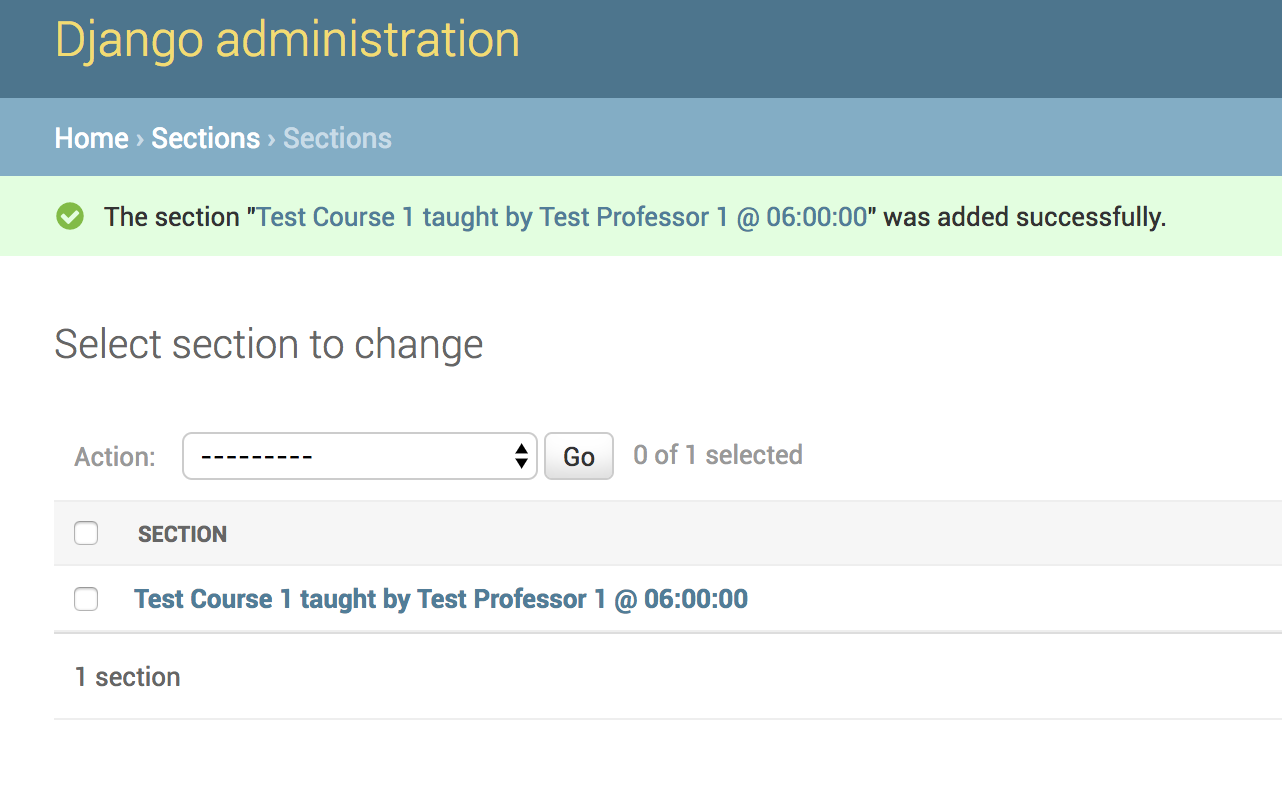 Django administration
Home › Sections › Sections
The section "Test Course 1 taught by Test Professor 1 @ 06:00:00" was added successfully.
Select section to change
Action: --------- Go 0 of 1 selected
SECTION
Test Course 1 taught by Test Professor 1 @ 06:00:00
1 section